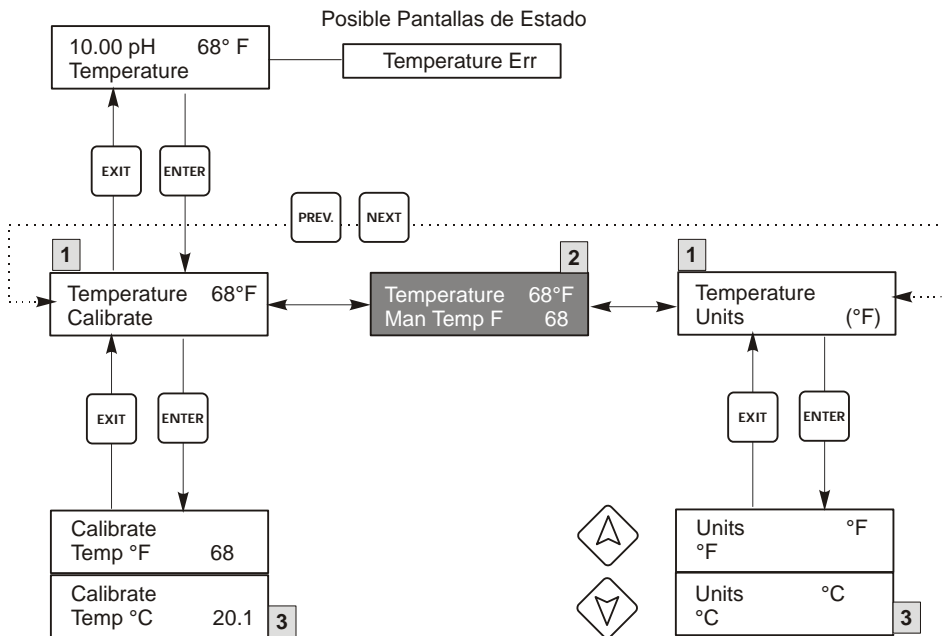 Posible Pantallas de Estado
10.00 pH 68° F
Temperature
Temperature Err
EXIT
ENTER
PREV.
NEXT
1
Temperature 68°F
Calibrate
2
Temperature 68°F
Man Temp F 68
1
Temperature
Units (°F)
EXIT
ENTER
EXIT
ENTER
Calibrate
Temp °F 68
Calibrate
Temp °C 20.1
3
Units °F
°F
Units °C
°C
3